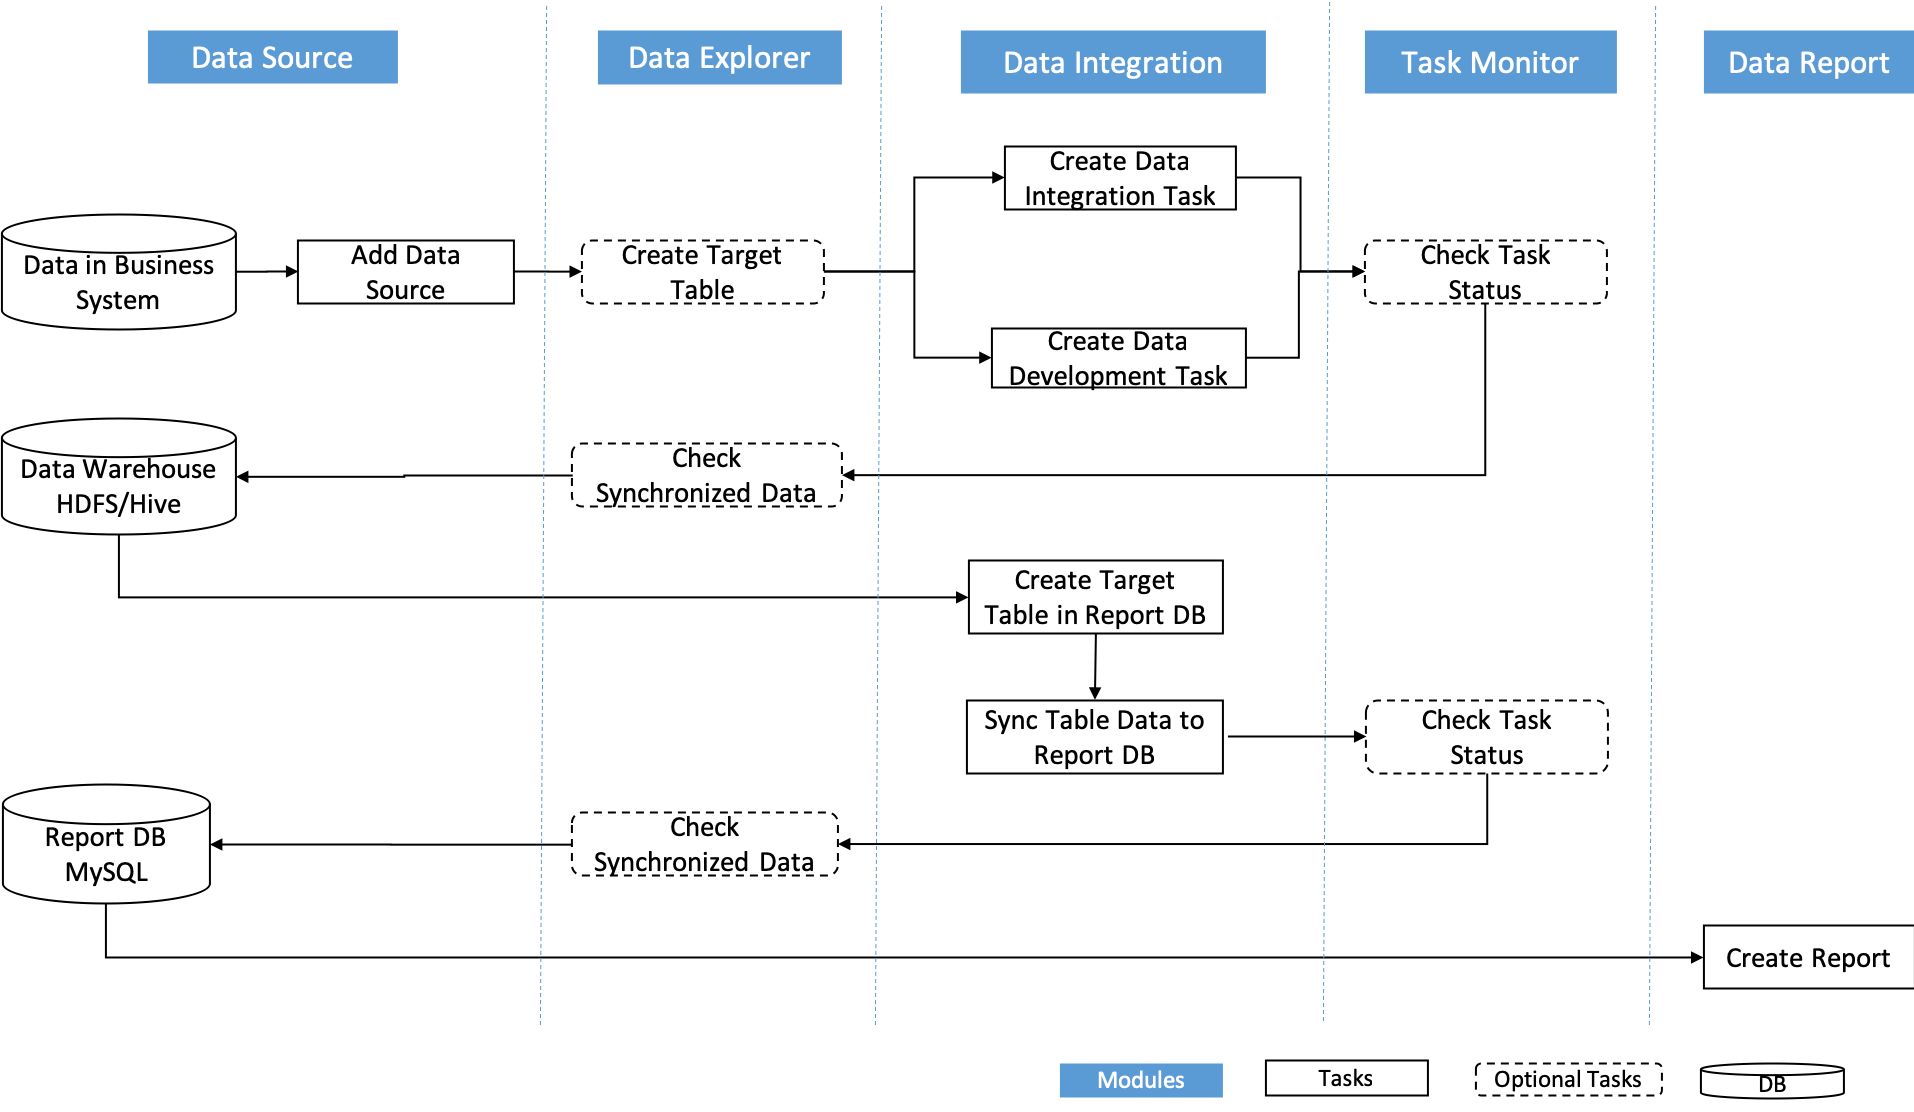 Data Source
Data Explorer
Data Integration
Task Monitor
Data Report
Create Data
Integration Task
Data in Business
System
Add Data
Source
Create Target
Table
Check Task
Status
Create Data
Development Task
Data Warehouse
HDFS/Hive
Check
Synchronized Data
Create Target
Table in Report DB
Sync Table Data to
Report DB
Check Task
Status
Report DB
MySQL
Check
Synchronized Data
Create Report
Modules
Tasks
Optional Tasks
DB